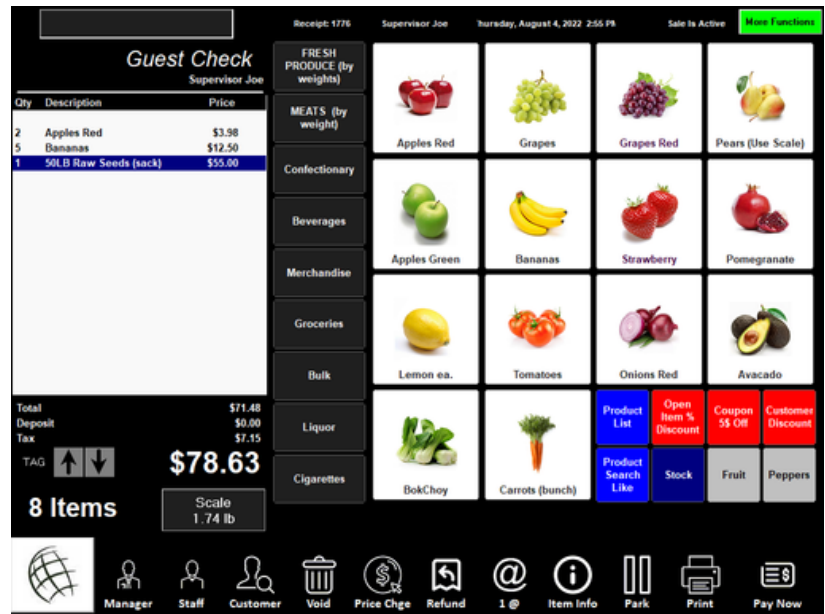 Receipt: 1776 Supervisor Joe hursday, August 4, 2022 2:55 PM Sale Is Active More Functions
Guest Check
Supervisor Joe
Qty Description Price
2 Apples Red $3.98
5 Bananas $12.50
1 50LB Raw Seeds (sack) $55.00
Total $71.48
Deposit $0.00
Tax $7.15
TAG $78.63
8 Items
Scale
1.74 lb
FRESH
PRODUCE (by
weights)
MEATS (by
weight)
Confectionary
Beverages
Merchandise
Groceries
Bulk
Liquor
Cigarettes
Apples Red Grapes Grapes Red Pears (Use Scale)
Apples Green Bananas Strawberry Pomegranate
Lemon ea. Tomatoes Onions Red Avacado
BokChoy Carrots (bunch)
Product
List
Open
Item %
Discount
Coupon
5$ Off
Customer
Discount
Product
Search
Like
Stock
Fruit
Peppers
Manager Staff Customer Void Price Chge Refund 1 @ Item Info Park Print Pay Now